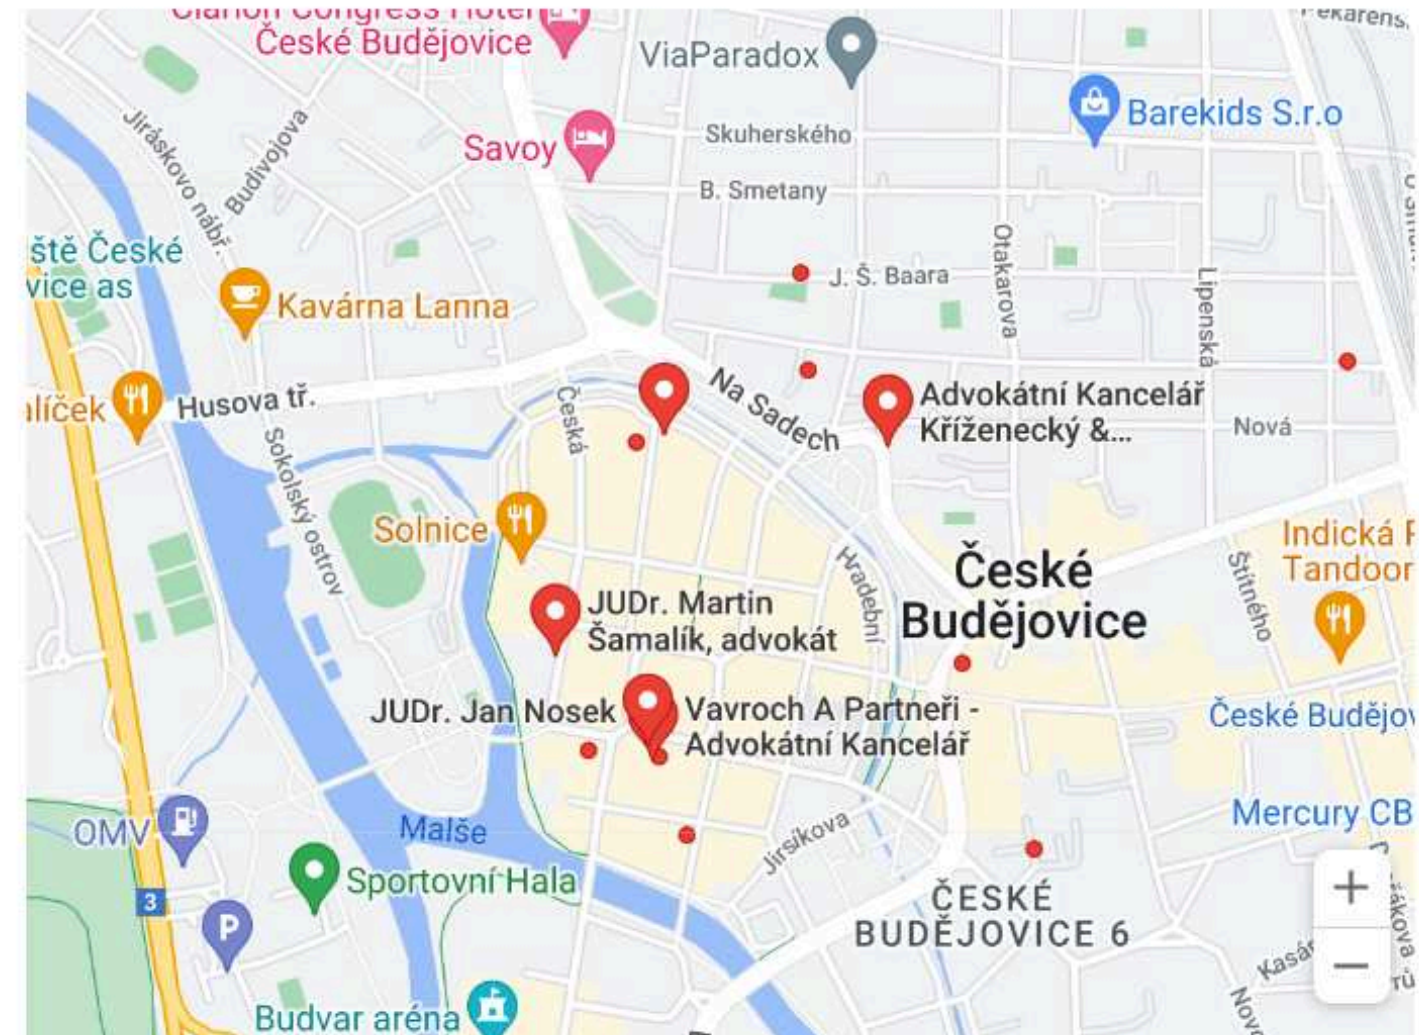 Clarion Congress Hotel
České Budějovice
ViaParadox
Barekids S.r.o
Skuherského
Savoy
B. Smetany
Jiráskovo nábř.
Budivojova
ště České
vice as
Otakarova
J. Š. Baara
Lipenská
Kavárna Lanna
Na Sadech
Advokátní Kancelář
Kříženecký &...
líček
Husova tř.
Česká
Nová
Sokolský ostrov
Solnice
Indická
Tandoor
Hradební
České
Budějovice
Štítného
JUDr. Martin
Šamalík, advokát
JUDr. Jan Nosek
Vavroch A Partneři -
Advokátní Kancelář
České Budějov
Mercury CB
OMV
Malše
Jirsíkova
Sportovní Hala
3
P
ČESKÉ
BUDĚJOVICE 6
+
−
Budvar aréna